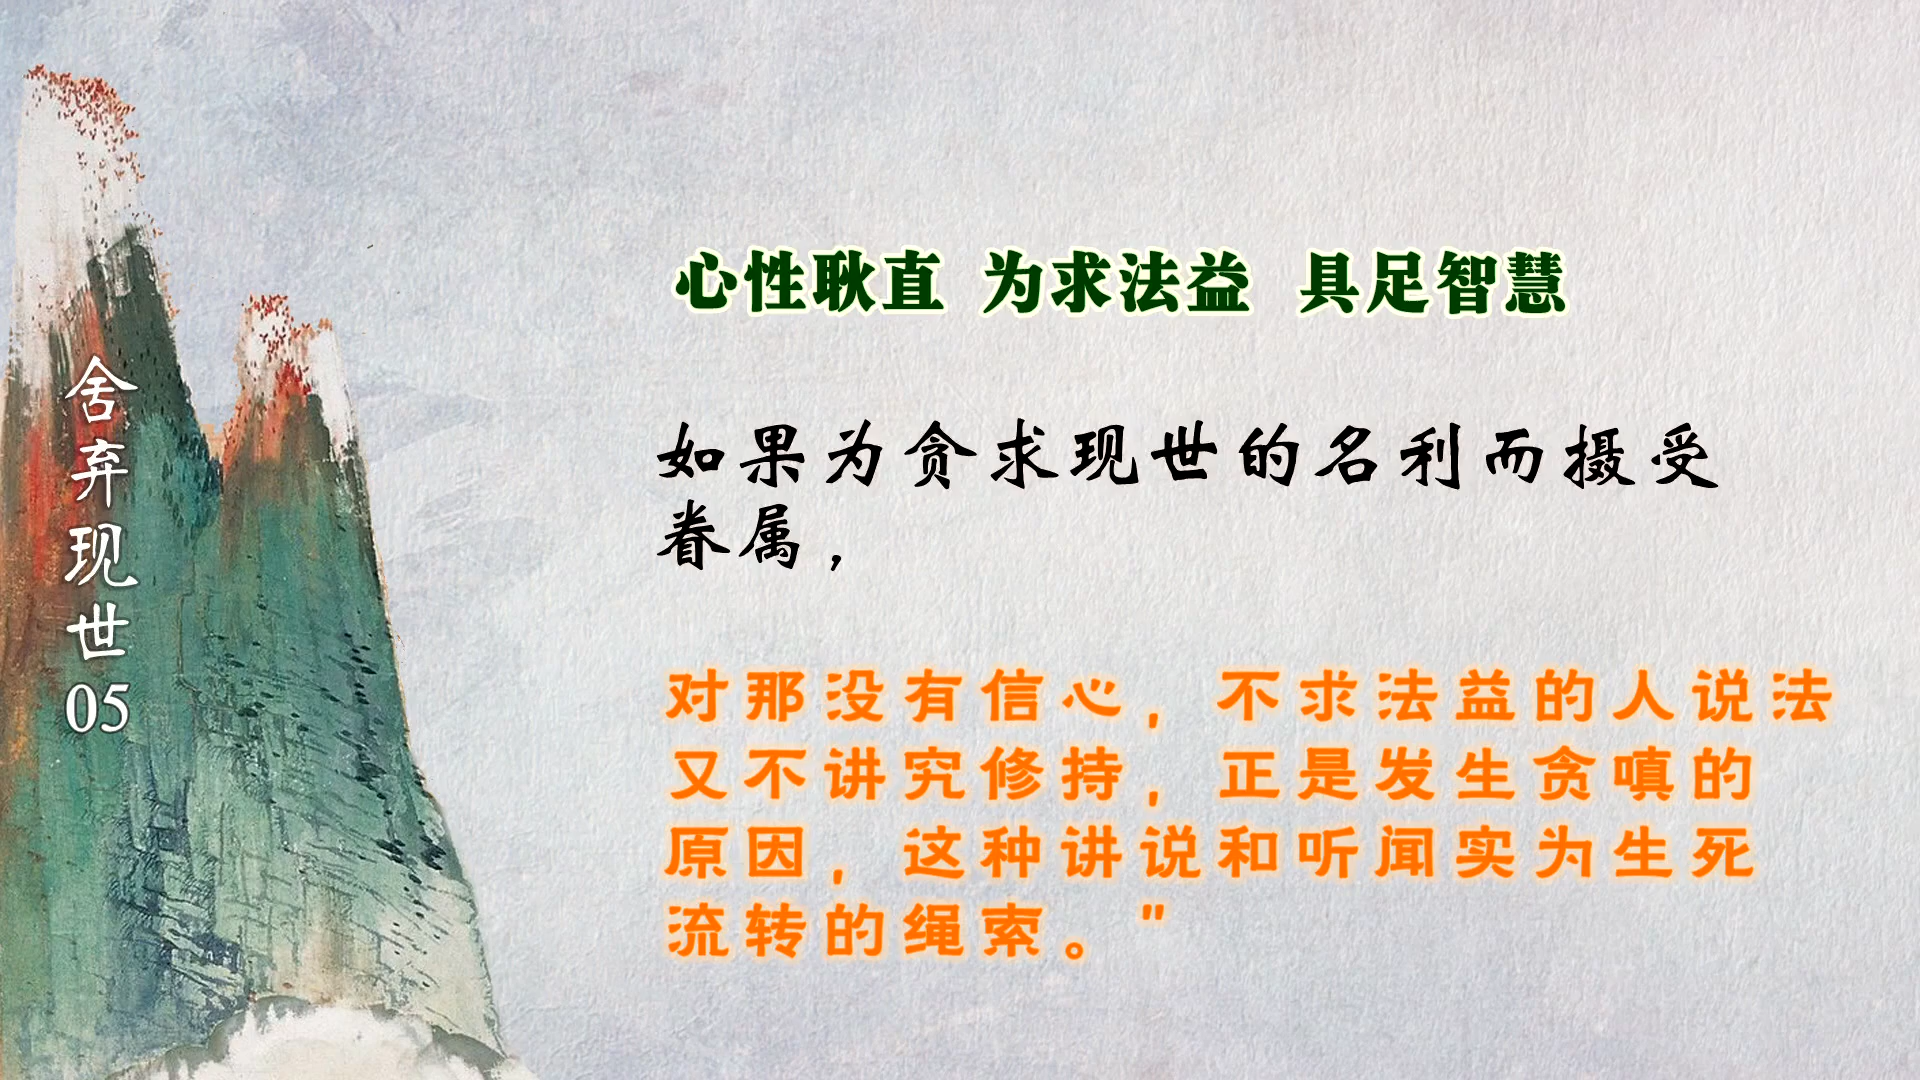 舍弃现世05
心性耿直 为求法益 具足智慧
如果为贪求现世的名利而摄受
眷属，
对那没有信心，不求法益的人说法
又不讲究修持，正是发生贪嗔的
原因，这种讲说和听闻实为生死
流转的绳索。"